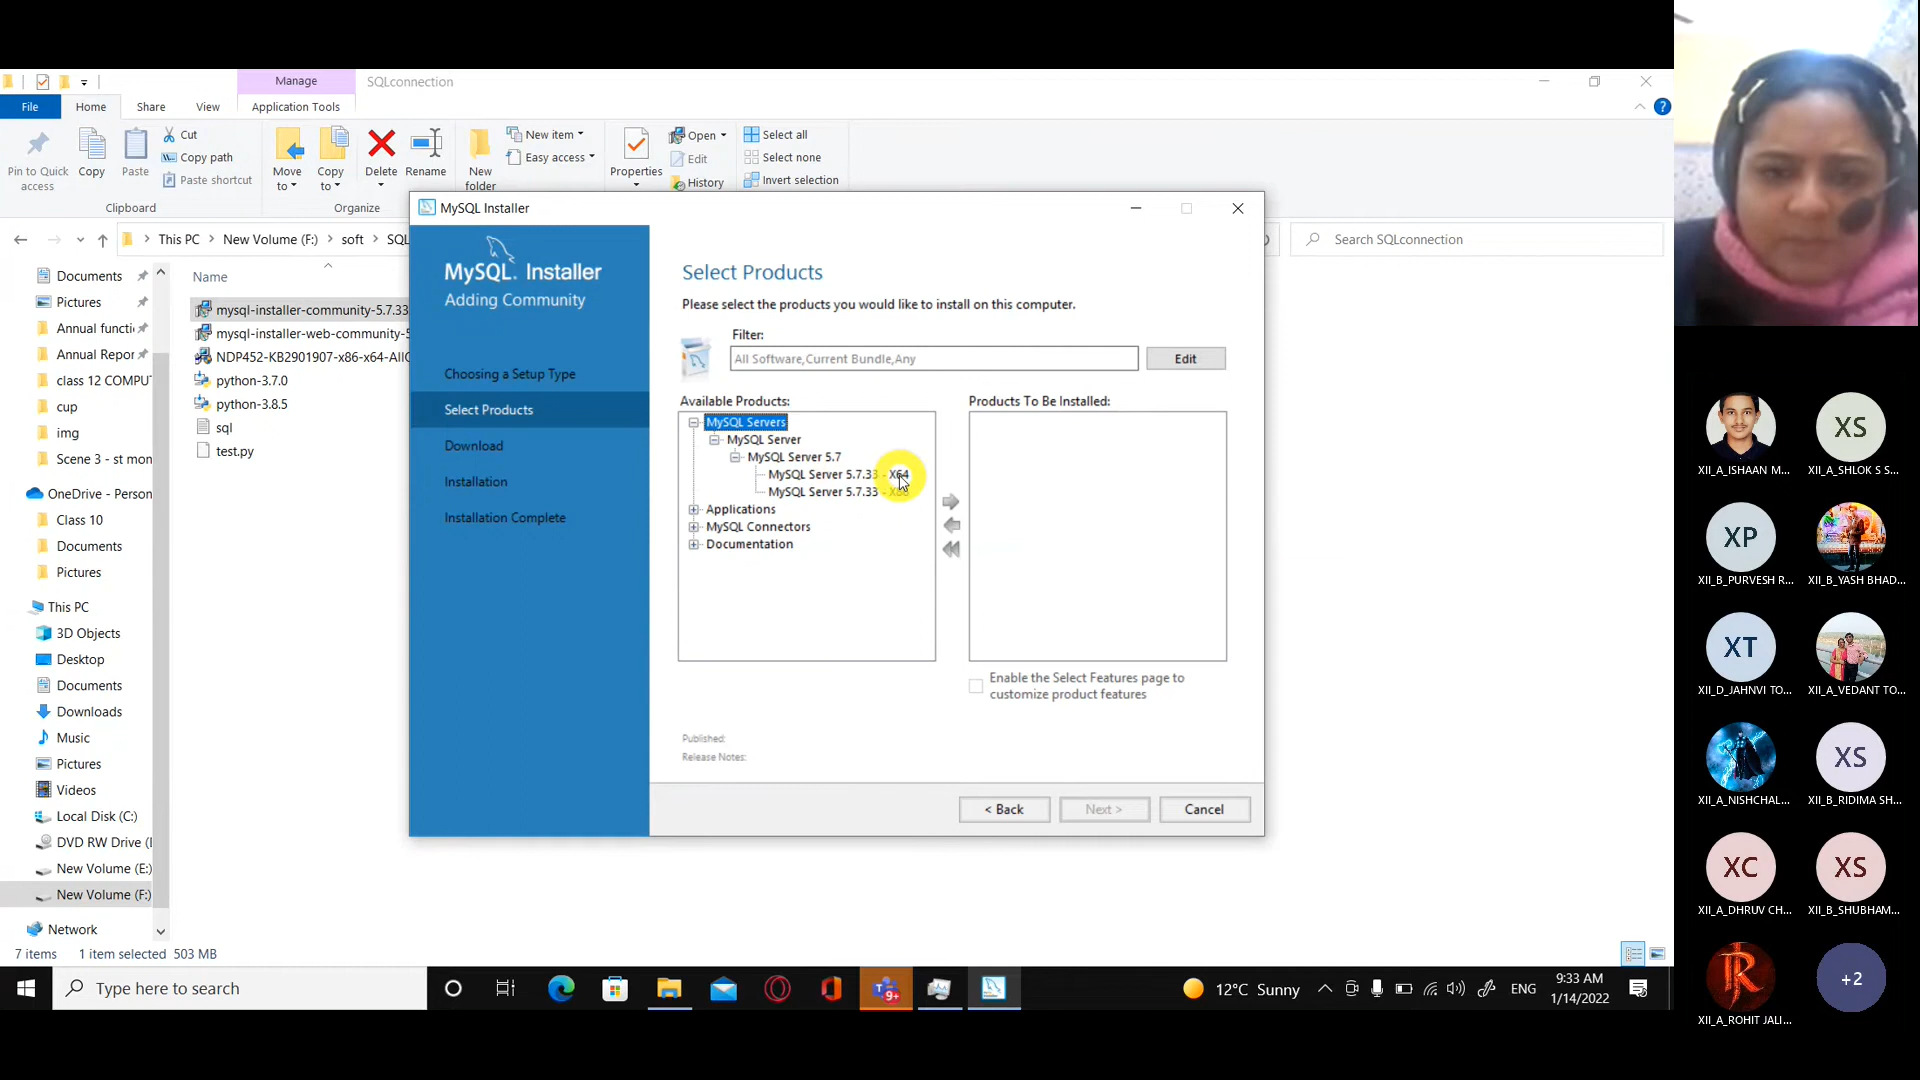 Manage
SQLconnection
File
Home
Share
View
Application Tools
Pin to Quick access
Copy
Paste
Cut
Copy path
Paste shortcut
Clipboard
Move to
Copy to
Delete
Rename
Organize
New folder
New item
Easy access
Properties
Open
Edit
History
Select all
Select none
Invert selection
This PC
New Volume (F:)
soft
SQL
Search SQLconnection
Documents
Pictures
Annual functi
Annual Repor
class 12 COMPUT
cup
img
Scene 3 - st mon
OneDrive - Person
Class 10
Documents
Pictures
This PC
3D Objects
Desktop
Documents
Downloads
Music
Pictures
Videos
Local Disk (C:)
DVD RW Drive (
New Volume (E:)
New Volume (F:)
Network
Name
mysql-installer-community-5.7.33
mysql-installer-web-community-5
NDP452-KB2901907-x86-x64-AllO
python-3.7.0
python-3.8.5
sql
test.py
7 items
1 item selected 503 MB
MySQL Installer
MySQL. Installer
Adding Community
Choosing a Setup Type
Select Products
Download
Installation
Installation Complete
Select Products
Please select the products you would like to install on this computer.
Filter:
All Software,Current Bundle,Any
Edit
Available Products:
MySQL Servers
MySQL Server
MySQL Server 5.7
MySQL Server 5.7.33 - X64
MySQL Server 5.7.33 - X86
Applications
MySQL Connectors
Documentation
Products To Be Installed:
Enable the Select Features page to
customize product features
Published:
Release Notes:
< Back
Next >
Cancel
Type here to search
9+
12°C Sunny
ENG
9:33 AM
1/14/2022
XII_A_ISHAAN M...
XS
XII_A_SHLOK S S...
XP
XII_B_PURVESH R...
XII_B_YASH BHAD...
XT
XII_D_JAHNVI TO...
XII_A_VEDANT TO...
XII_A_NISHCHAL...
XS
XII_B_RIDIMA SH...
XC
XII_A_DHRUV CH...
XS
XII_B_SHUBHAM...
XII_A_ROHIT JALI...
+2